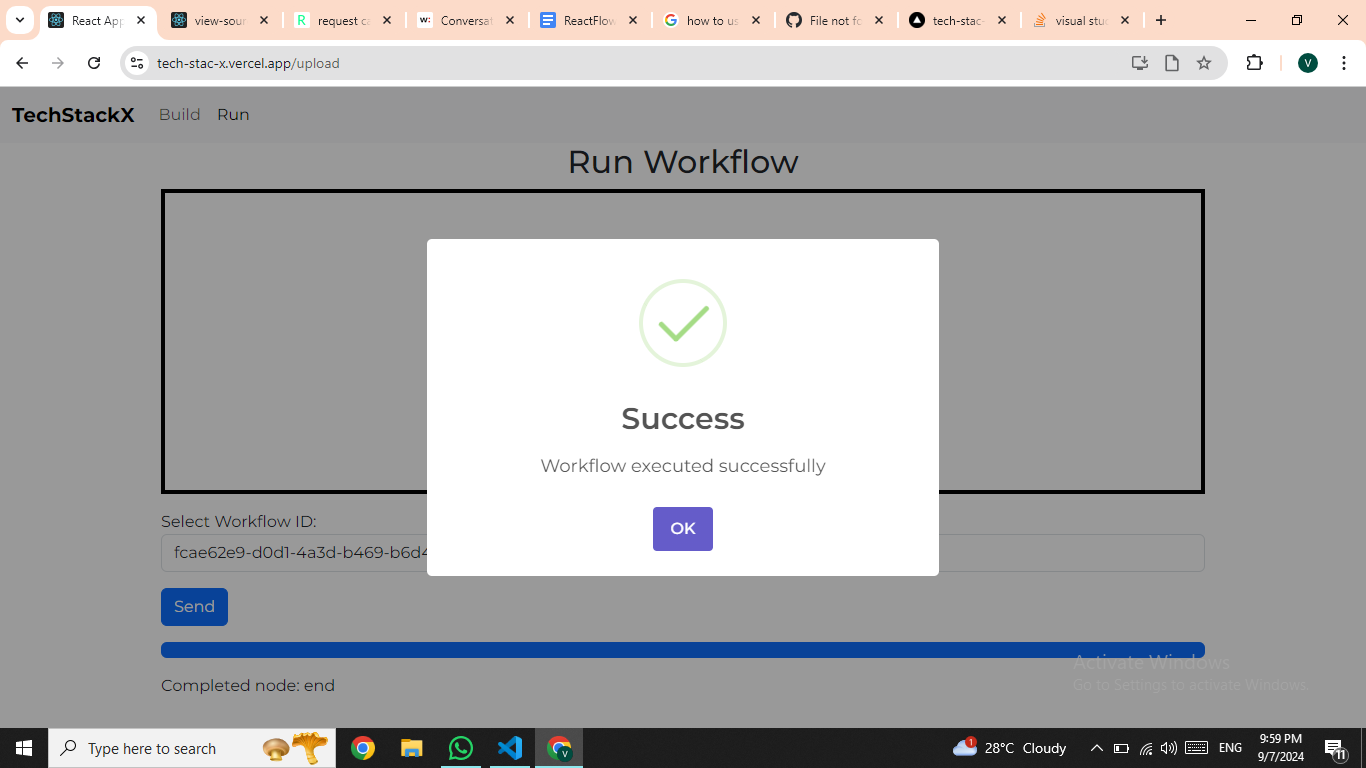 React App
view-sour
request ca
Conversat
ReactFlow
how to us
File not fo
tech-stac-
visual stud
tech-stac-x.vercel.app/upload
V
TechStackX
Build
Run
Run Workflow
Success
Workflow executed successfully
OK
Select Workflow ID:
fcae62e9-d0d1-4a3d-b469-b6d4
Send
Completed node: end
Activate Windows
Go to Settings to activate Windows.
Type here to search
V
1
28°C Cloudy
ENG
9:59 PM
9/7/2024
11